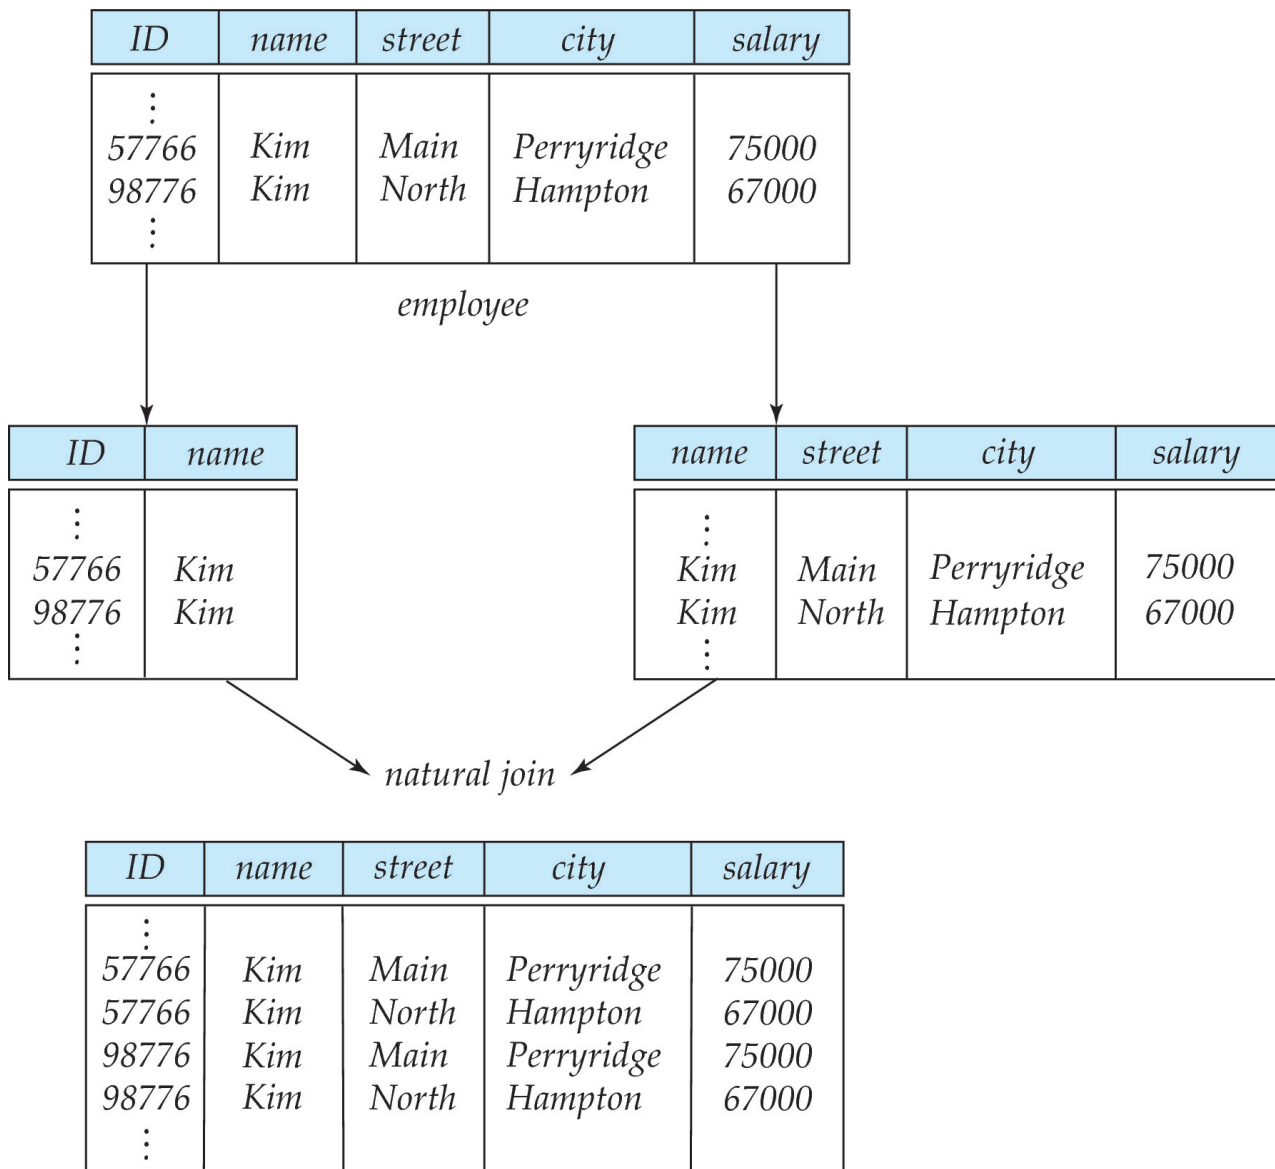 ID name street city salary
⋮
57766 Kim Main Perryridge 75000
98776 Kim North Hampton 67000
⋮
employee
ID name
⋮
57766 Kim
98776 Kim
⋮
name street city salary
⋮
Kim Main Perryridge 75000
Kim North Hampton 67000
⋮
natural join
ID name street city salary
⋮
57766 Kim Main Perryridge 75000
57766 Kim North Hampton 67000
98776 Kim Main Perryridge 75000
98776 Kim North Hampton 67000
⋮